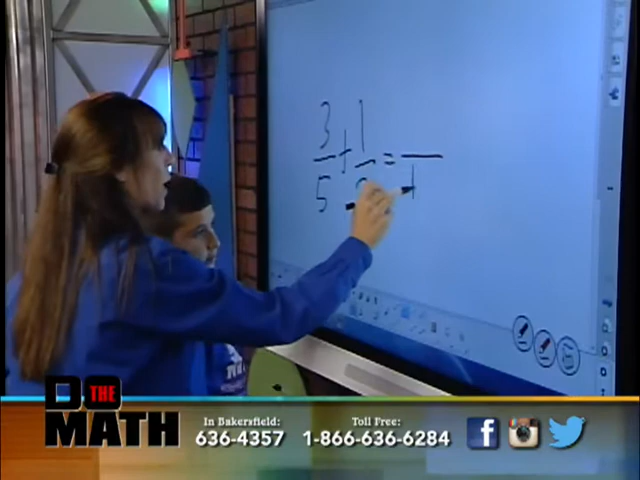 3 + 1 =
5
DO THE MATH
In Bakersfield:
636-4357
Toll Free:
1-866-636-6284